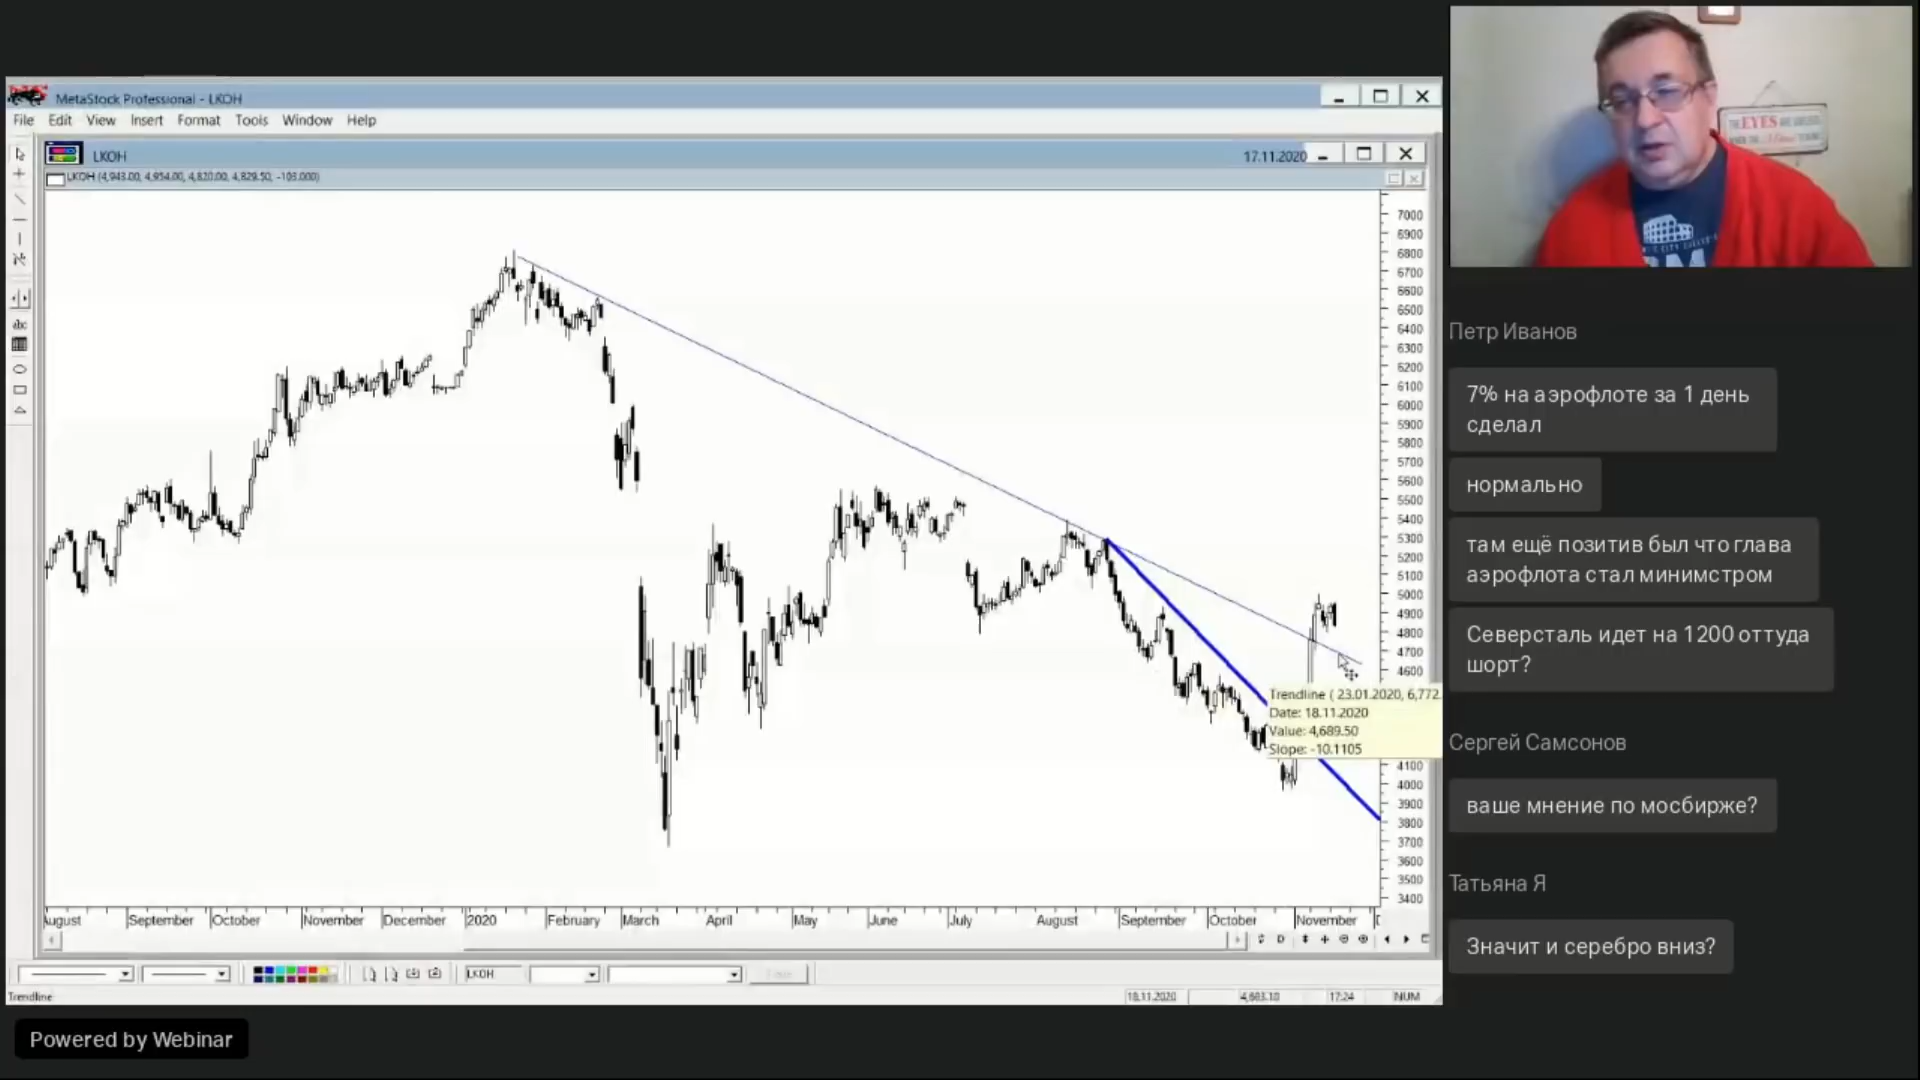 MetaStock Professional - LKOH
File Edit View Insert Format Tools Window Help
LKOH
17.11.2020
LKOH (4,943.00, 4,954.00, 4,820.00, 4,829.50, -103.000)
7000
6900
6800
6700
6600
6500
6400
6300
6200
6100
6000
5900
5800
5700
5600
5500
5400
5300
5200
5100
5000
4900
4800
4700
4600
4100
4000
3900
3800
3700
3600
3500
3400
Trendline ( 23.01.2020, 6,772.
Date: 18.11.2020
Value: 4,689.50
Slope: -10.1105
August September October November December 2020 February March April May June July August September October November D
abc
LKOH
Trendline
18.11.2020 17:24 NUM
Powered by Webinar
THE EYES
Петр Иванов
7% на аэрофлоте за 1 день
сделал
нормально
там ещё позитив был что глава
аэрофлота стал минимстром
Северсталь идет на 1200 оттуда
шорт?
Сергей Самсонов
ваше мнение по мосбирже?
Татьяна Я
Значит и серебро вниз?